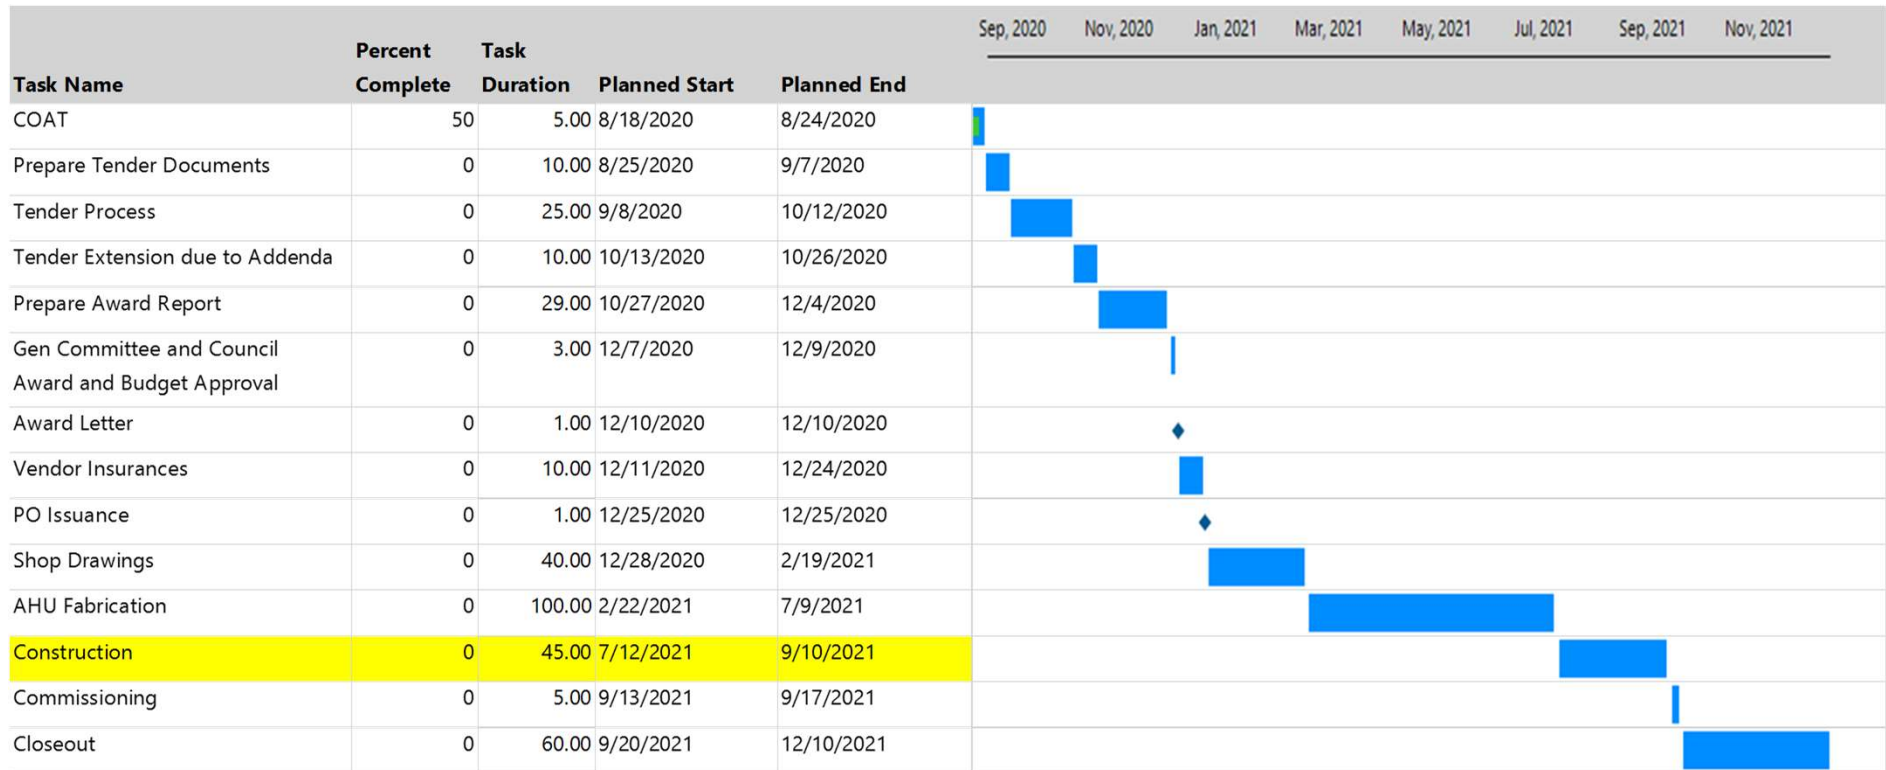 Sep, 2020 Nov, 2020 Jan, 2021 Mar, 2021 May, 2021 Jul, 2021 Sep, 2021 Nov, 2021
Percent Task
Task Name Complete Duration Planned Start Planned End
COAT 50 5.00 8/18/2020 8/24/2020
Prepare Tender Documents 0 10.00 8/25/2020 9/7/2020
Tender Process 0 25.00 9/8/2020 10/12/2020
Tender Extension due to Addenda 0 10.00 10/13/2020 10/26/2020
Prepare Award Report 0 29.00 10/27/2020 12/4/2020
Gen Committee and Council 0 3.00 12/7/2020 12/9/2020
Award and Budget Approval
Award Letter 0 1.00 12/10/2020 12/10/2020
Vendor Insurances 0 10.00 12/11/2020 12/24/2020
PO Issuance 0 1.00 12/25/2020 12/25/2020
Shop Drawings 0 40.00 12/28/2020 2/19/2021
AHU Fabrication 0 100.00 2/22/2021 7/9/2021
Construction 0 45.00 7/12/2021 9/10/2021
Commissioning 0 5.00 9/13/2021 9/17/2021
Closeout 0 60.00 9/20/2021 12/10/2021